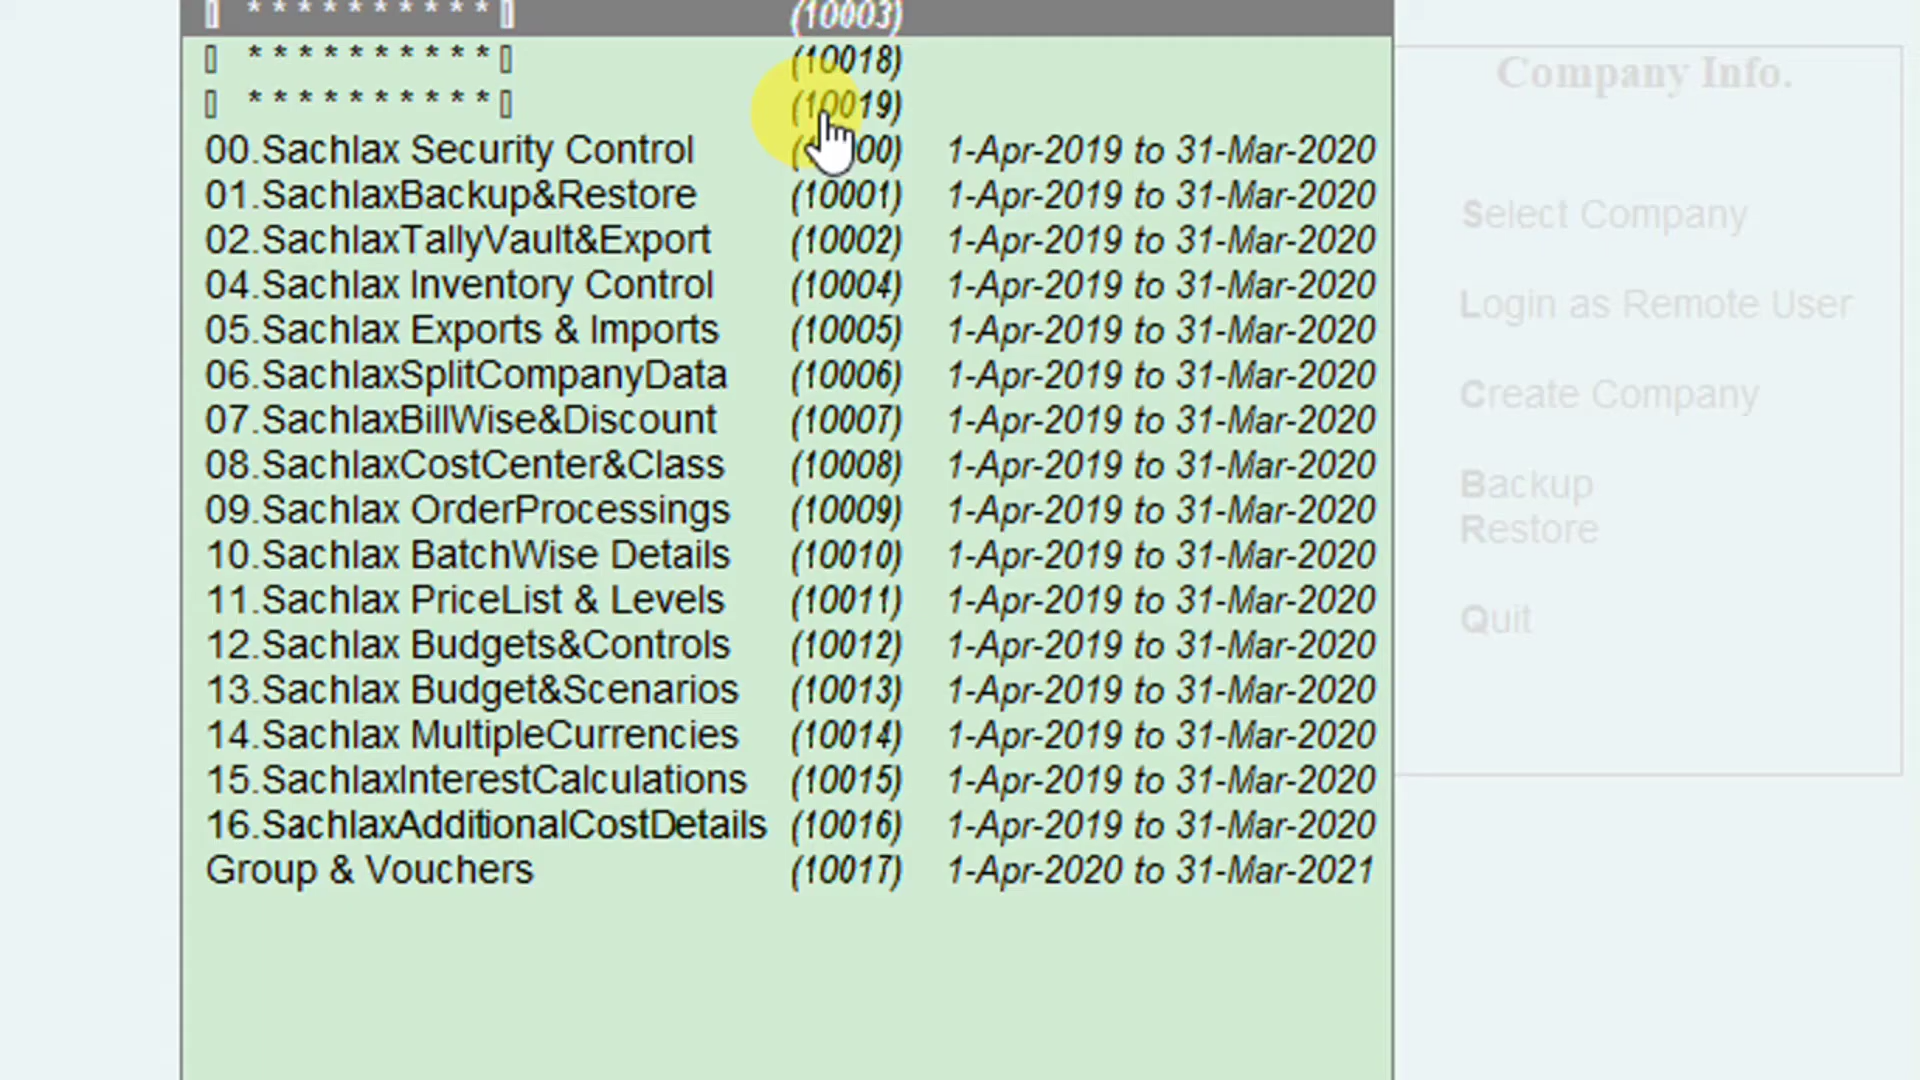 ▯ * * * * * * * * * * ▯ (10003)
▯ * * * * * * * * * * ▯ (10018)
▯ * * * * * * * * * * ▯ (10019)
00.Sachlax Security Control 00) 1-Apr-2019 to 31-Mar-2020
01.SachlaxBackup&Restore (10001) 1-Apr-2019 to 31-Mar-2020
02.SachlaxTallyVault&Export (10002) 1-Apr-2019 to 31-Mar-2020
04.Sachlax Inventory Control (10004) 1-Apr-2019 to 31-Mar-2020
05.Sachlax Exports & Imports (10005) 1-Apr-2019 to 31-Mar-2020
06.SachlaxSplitCompanyData (10006) 1-Apr-2019 to 31-Mar-2020
07.SachlaxBillWise&Discount (10007) 1-Apr-2019 to 31-Mar-2020
08.SachlaxCostCenter&Class (10008) 1-Apr-2019 to 31-Mar-2020
09.Sachlax OrderProcessings (10009) 1-Apr-2019 to 31-Mar-2020
10.Sachlax BatchWise Details (10010) 1-Apr-2019 to 31-Mar-2020
11.Sachlax PriceList & Levels (10011) 1-Apr-2019 to 31-Mar-2020
12.Sachlax Budgets&Controls (10012) 1-Apr-2019 to 31-Mar-2020
13.Sachlax Budget&Scenarios (10013) 1-Apr-2019 to 31-Mar-2020
14.Sachlax MultipleCurrencies (10014) 1-Apr-2019 to 31-Mar-2020
15.SachlaxInterestCalculations (10015) 1-Apr-2019 to 31-Mar-2020
16.SachlaxAdditionalCostDetails (10016) 1-Apr-2019 to 31-Mar-2020
Group & Vouchers (10017) 1-Apr-2020 to 31-Mar-2021
Company Info.
Select Company
Login as Remote User
Create Company
Backup
Restore
Quit